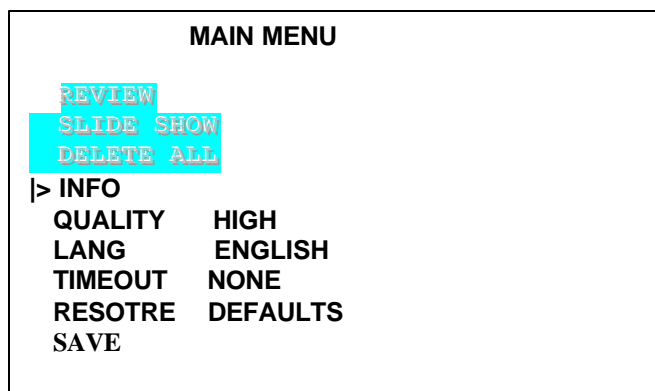 MAIN MENU
REVIEW
SLIDE SHOW
DELETE ALL
|> INFO
QUALITY HIGH
LANG ENGLISH
TIMEOUT NONE
RESOTRE DEFAULTS
SAVE